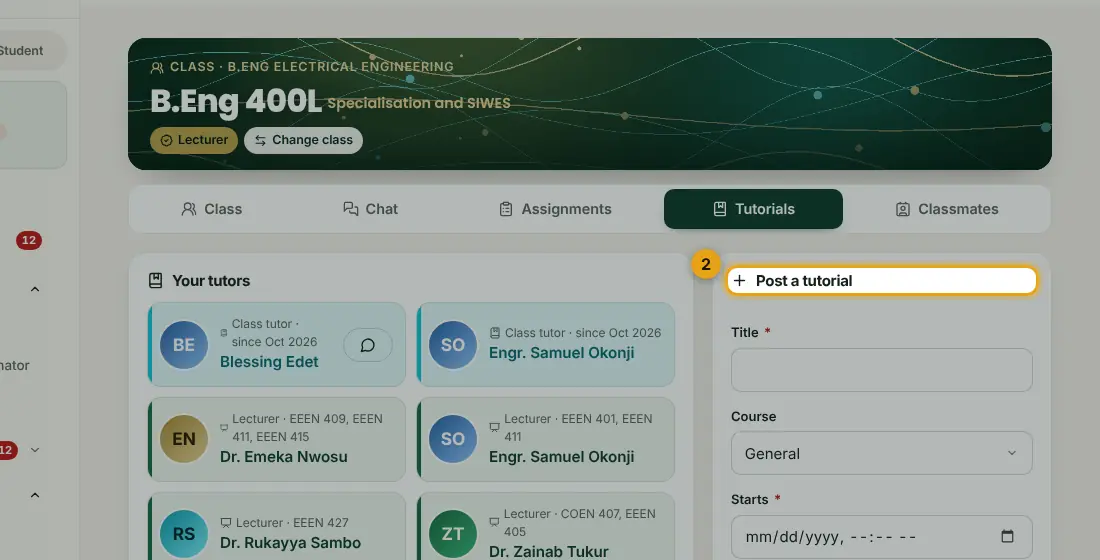 Student
12
nator
12
CLASS · B.ENG ELECTRICAL ENGINEERING
B.Eng 400L Specialisation and SIWES
Lecturer
Change class
Class
Chat
Assignments
Tutorials
Classmates
Your tutors
BE
Class tutor ·
since Oct 2026
Blessing Edet
SO
Class tutor · since Oct 2026
Engr. Samuel Okonji
EN
Lecturer · EEEN 409, EEEN
411, EEEN 415
Dr. Emeka Nwosu
SO
Lecturer · EEEN 401, EEEN
411
Engr. Samuel Okonji
RS
Lecturer · EEEN 427
Dr. Rukayya Sambo
ZT
Lecturer · COEN 407, EEEN
405
Dr. Zainab Tukur
2
+ Post a tutorial
Title *
Course
General
Starts *
mm/dd/yyyy, --:-- --